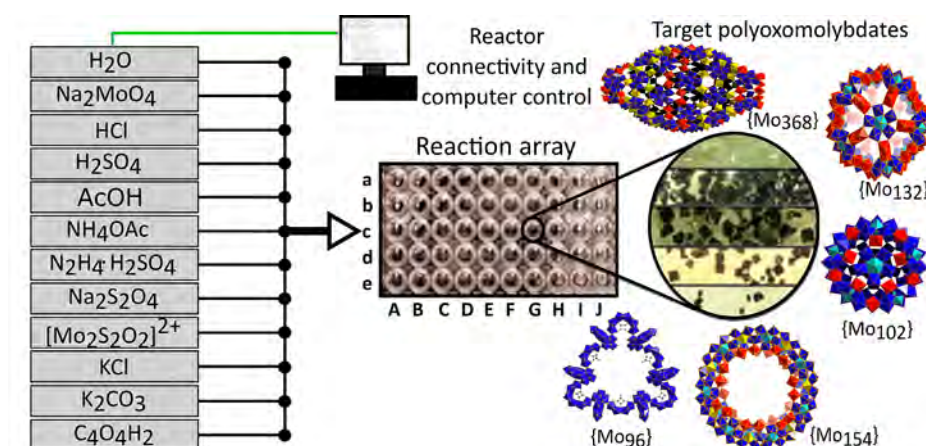 H₂O
Na₂MoO₄
HCl
H₂SO₄
AcOH
NH₄OAc
N₂H₄·H₂SO₄
Na₂S₂O₄
[Mo₂S₂O₂]²⁺
KCl
K₂CO₃
C₄O₄H₂
Reactor
connectivity and
computer control
Target polyoxomolybdates
{Mo₃₆₈}
{Mo₁₃₂}
Reaction array
a
b
c
d
e
A B C D E F G H I J
{Mo₁₀₂}
{Mo₉₆}
{Mo₁₅₄}